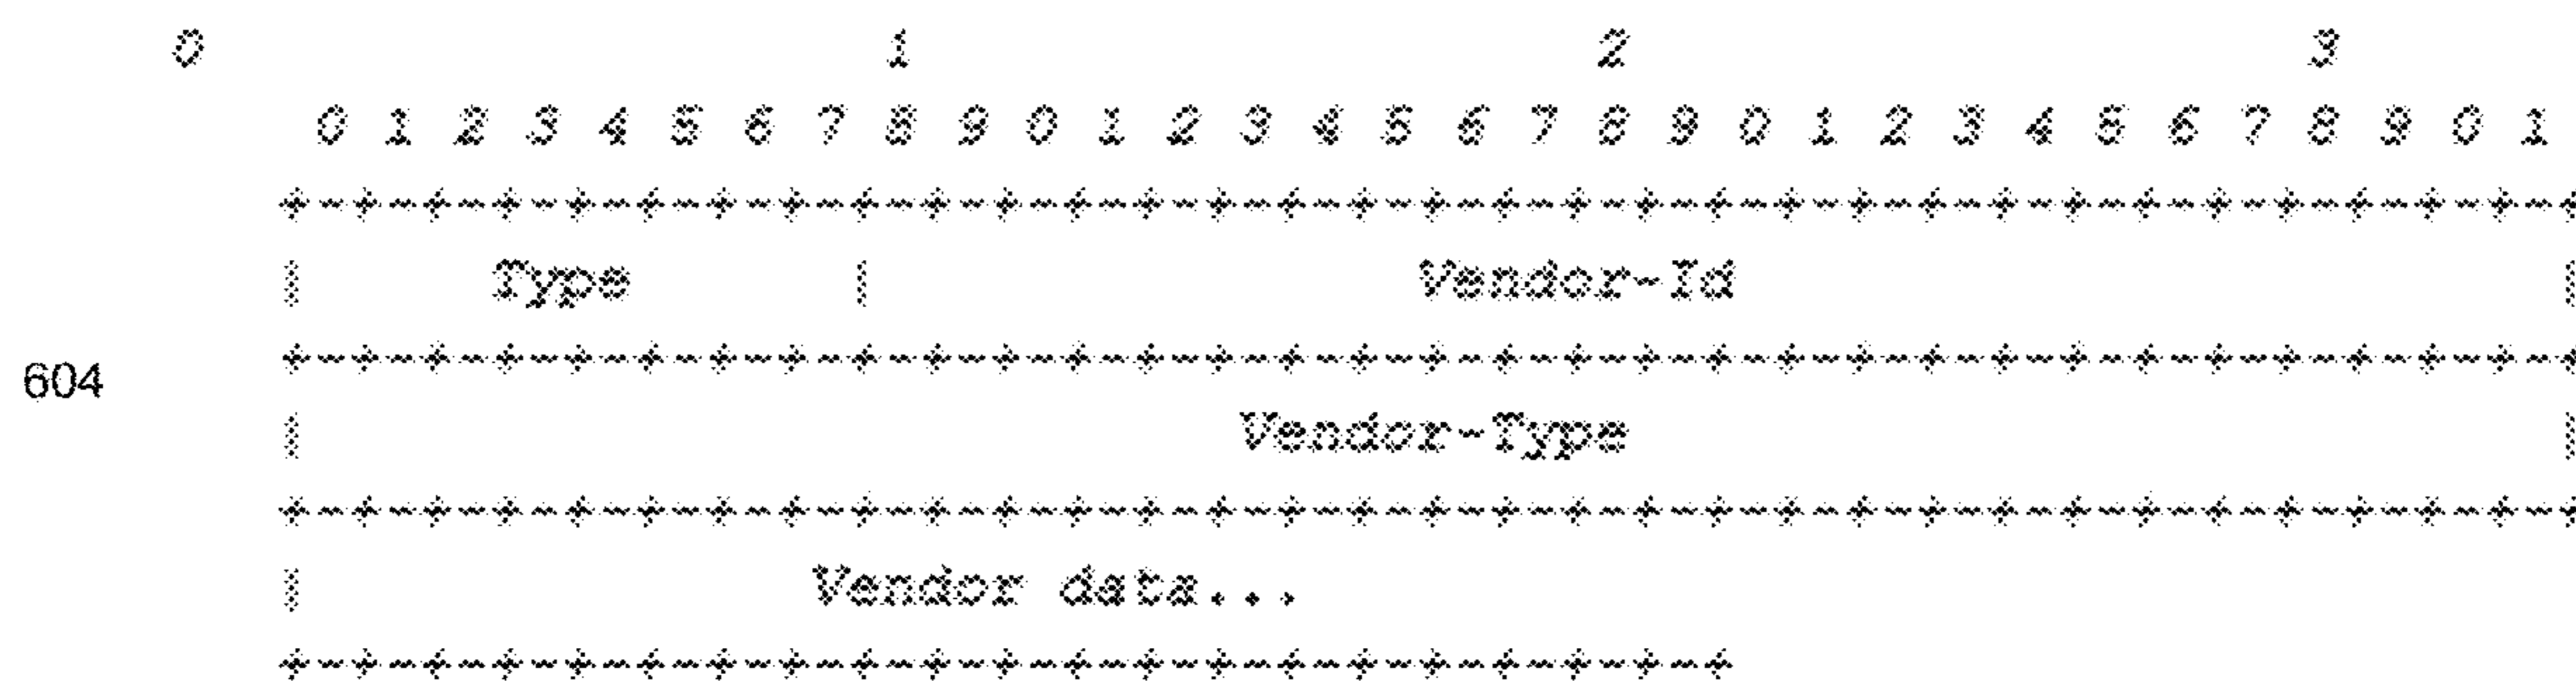 0 1 2 3
0 1 2 3 4 5 6 7 8 9 0 1 2 3 4 5 6 7 8 9 0 1 2 3 4 5 6 7 8 9 0 1
+-+-+-+-+-+-+-+-+-+-+-+-+-+-+-+-+-+-+-+-+-+-+-+-+-+-+-+-+-+-+-+-+
| Type | Vendor-Id |
+-+-+-+-+-+-+-+-+-+-+-+-+-+-+-+-+-+-+-+-+-+-+-+-+-+-+-+-+-+-+-+-+
604
| Vendor-Type |
+-+-+-+-+-+-+-+-+-+-+-+-+-+-+-+-+-+-+-+-+-+-+-+-+-+-+-+-+-+-+-+-+
| Vendor data...
+-+-+-+-+-+-+-+-+-+-+-+-+-+-+-+-+-+-+-+-+